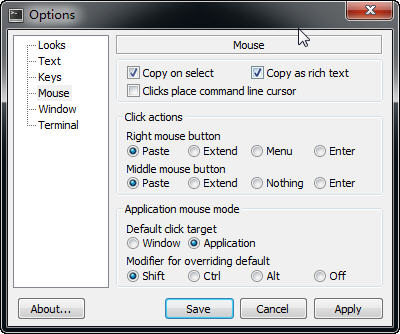 Options
Looks
Text
Keys
Mouse
Window
Terminal
Mouse
Copy on select Copy as rich text
Clicks place command line cursor
Click actions
Right mouse button
Paste Extend Menu Enter
Middle mouse button
Paste Extend Nothing Enter
Application mouse mode
Default click target
Window Application
Modifier for overriding default
Shift Ctrl Alt Off
About... Save Cancel Apply